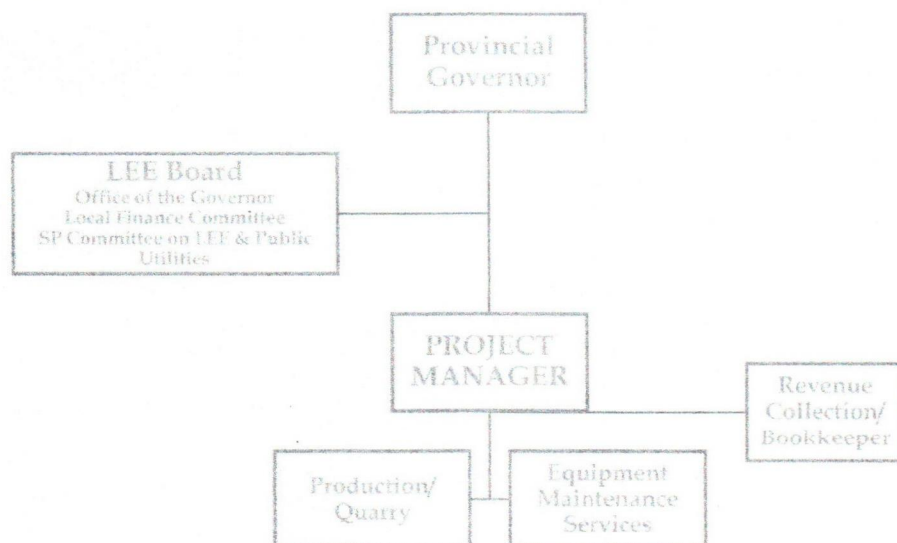 Provincial
Governor
LEE Board
Office of the Governor
Local Finance Committee
SP Committee on LEE & Public
Utilities
PROJECT
MANAGER
Revenue
Collection/
Bookkeeper
Production/
Quarry
Equipment
Maintenance
Services